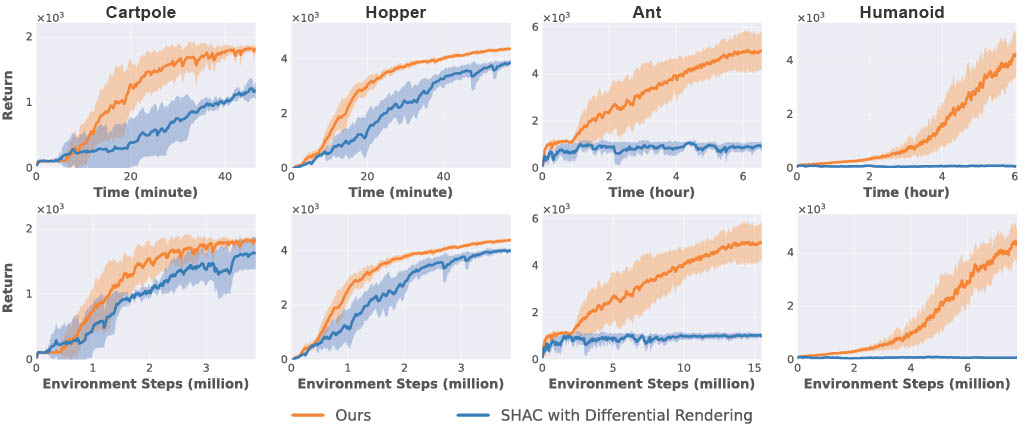 Cartpole Hopper Ant Humanoid
×10³ ×10³ ×10³ ×10³
Return
2
1
0
0 20 40
Time (minute)
4
2
0
0 20 40
Time (minute)
6
4
2
0
0 2 4 6
Time (hour)
4
2
0
0 2 4 6
Time (hour)
×10³ ×10³ ×10³ ×10³
Return
2
1
0
0 1 2 3
Environment Steps (million)
4
2
0
0 1 2 3
Environment Steps (million)
6
4
2
0
0 5 10 15
Environment Steps (million)
4
2
0
0 2 4 6
Environment Steps (million)
Ours SHAC with Differential Rendering